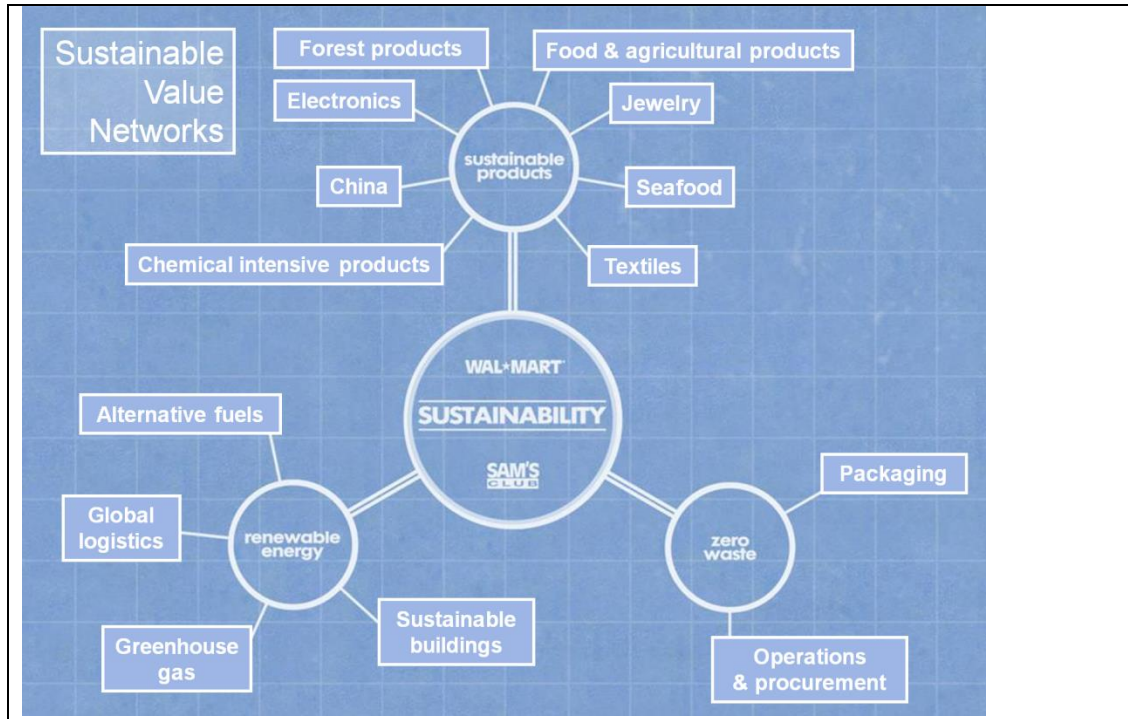 Sustainable
Value
Networks
Forest products
Food & agricultural products
Electronics
Jewelry
sustainable
products
China
Seafood
Chemical intensive products
Textiles
WAL★MART
SUSTAINABILITY
SAM'S
CLUB
Alternative fuels
Global
logistics
renewable
energy
Greenhouse
gas
Sustainable
buildings
Packaging
zero
waste
Operations
& procurement